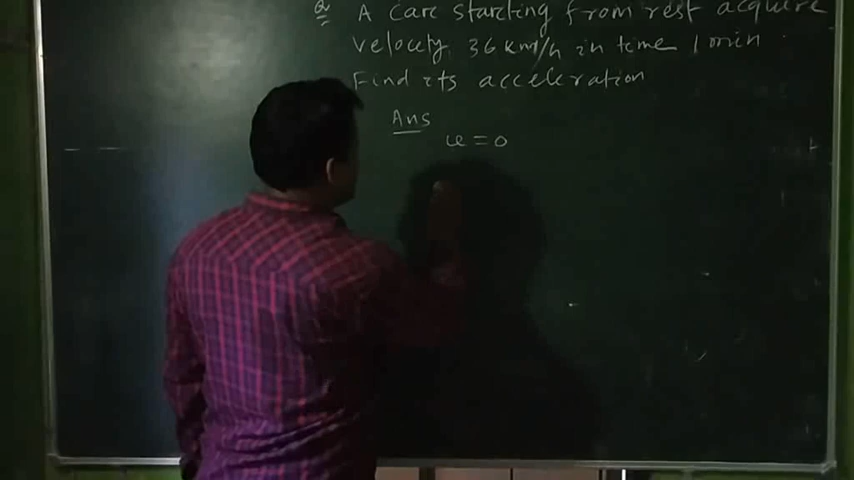 Q A care starting from rest acquire
velocity 36 km/h in time 1 min
Find its acceleration
Ans
u = 0